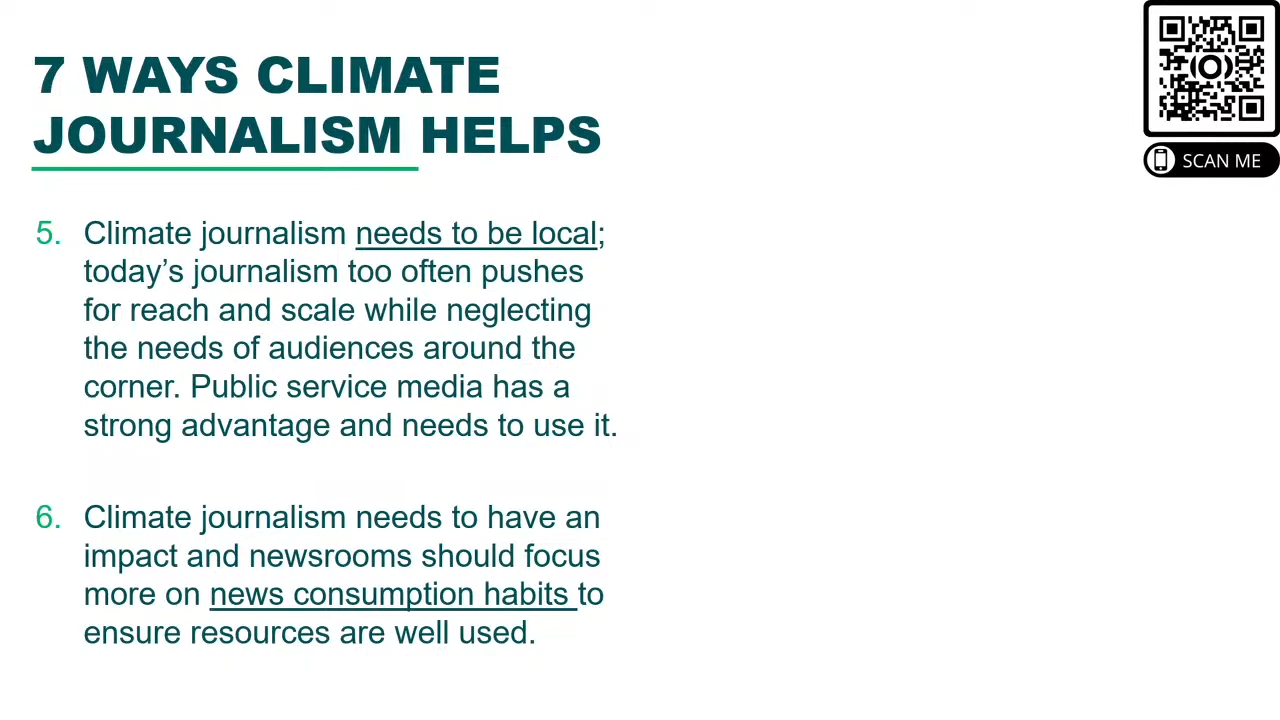 7 WAYS CLIMATE
JOURNALISM HELPS
5. Climate journalism needs to be local;
today’s journalism too often pushes
for reach and scale while neglecting
the needs of audiences around the
corner. Public service media has a
strong advantage and needs to use it.
6. Climate journalism needs to have an
impact and newsrooms should focus
more on news consumption habits to
ensure resources are well used.
SCAN ME